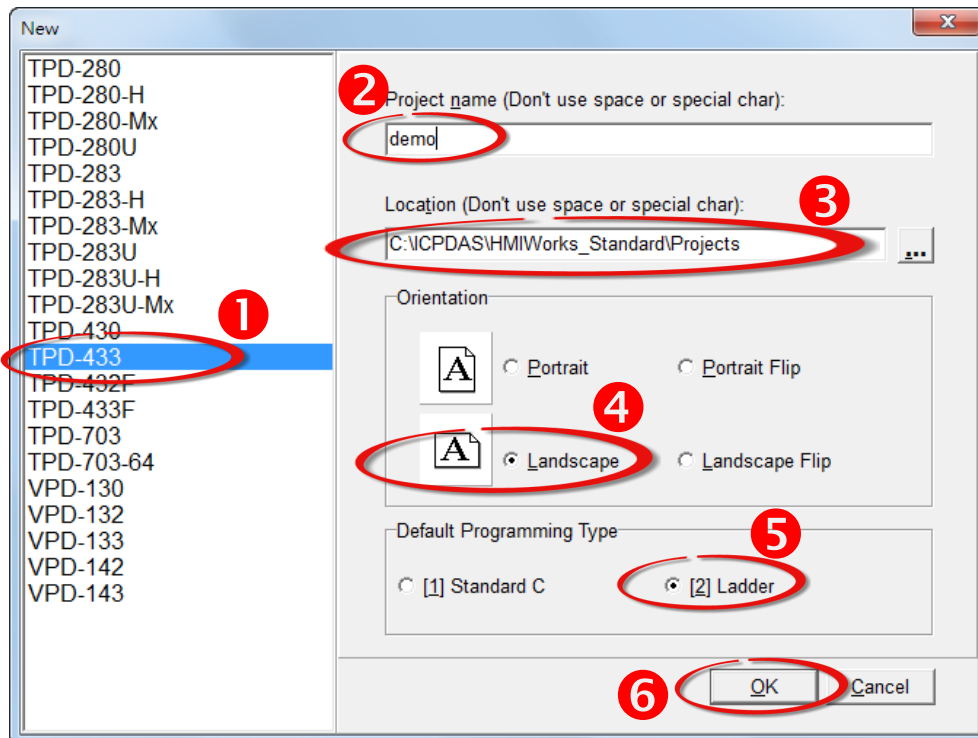 New
TPD-280
TPD-280-H
TPD-280-Mx
TPD-280U
TPD-283
TPD-283-H
TPD-283-Mx
TPD-283U
TPD-283U-H
TPD-283U-Mx
TPD-430
TPD-433
TPD-432F
TPD-433F
TPD-703
TPD-703-64
VPD-130
VPD-132
VPD-133
VPD-142
VPD-143
1
2
Project name (Don't use space or special char):
demo
3
Location (Don't use space or special char):
C:\ICPDAS\HMIWorks_Standard\Projects
...
Orientation
A Portrait Portrait Flip
4
A Landscape Landscape Flip
Default Programming Type
5
[1] Standard C [2] Ladder
6
OK Cancel